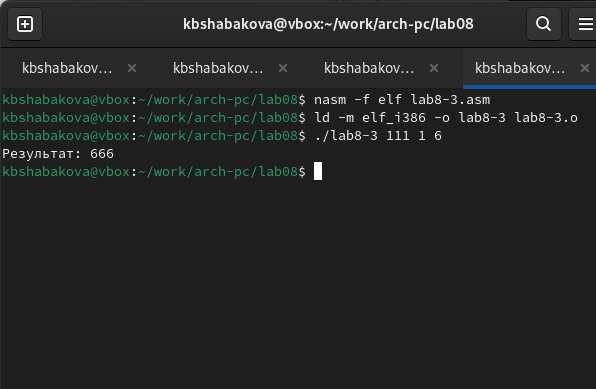 kbshabakova@vbox:~/work/arch-pc/lab08
kbshabakov... × kbshabakova... × kbshabakov... × kbshabakov... ×
kbshabakova@vbox:~/work/arch-pc/lab08$ nasm -f elf lab8-3.asm
kbshabakova@vbox:~/work/arch-pc/lab08$ ld -m elf_i386 -o lab8-3 lab8-3.o
kbshabakova@vbox:~/work/arch-pc/lab08$ ./lab8-3 111 1 6
Результат: 666
kbshabakova@vbox:~/work/arch-pc/lab08$